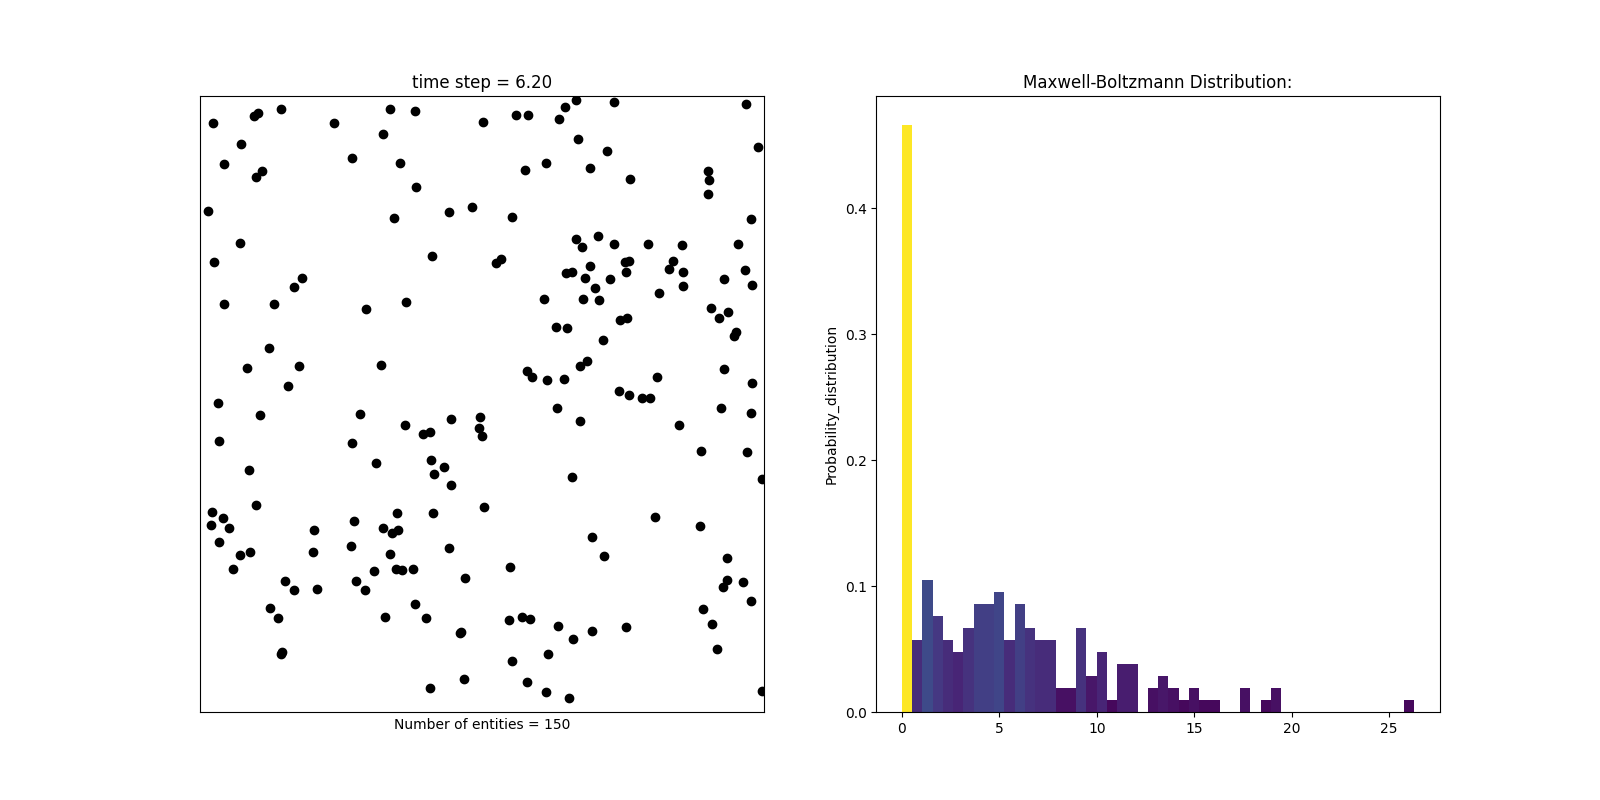 time step = 6.20
Number of entities = 150
Maxwell-Boltzmann Distribution:
Probability_distribution
0.4
0.3
0.2
0.1
0.0
0 5 10 15 20 25